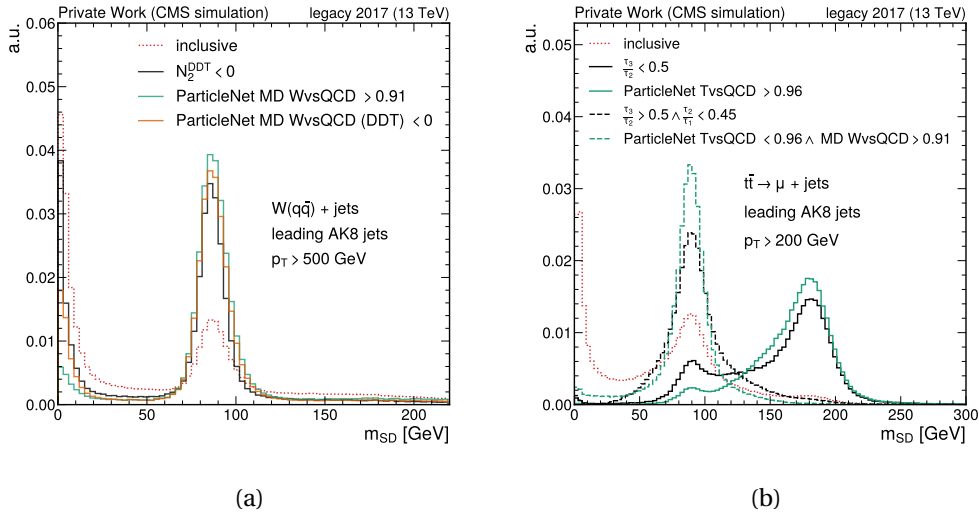 Private Work (CMS simulation) legacy 2017 (13 TeV)
a.u.
0.06
0.05
0.04
0.03
0.02
0.01
0.00
inclusive
N₂^DDT < 0
ParticleNet MD WvsQCD > 0.91
ParticleNet MD WvsQCD (DDT) < 0
W(qq̄) + jets
leading AK8 jets
p_T > 500 GeV
0 50 100 150 200
m_SD [GeV]
(a)
Private Work (CMS simulation) legacy 2017 (13 TeV)
a.u.
0.05
0.04
0.03
0.02
0.01
0.00
inclusive
τ₃/τ₂ < 0.5
ParticleNet TvsQCD > 0.96
τ₃/τ₂ > 0.5 ∧ τ₂/τ₁ < 0.45
ParticleNet TvsQCD < 0.96 ∧ MD WvsQCD > 0.91
tt̄ → μ + jets
leading AK8 jets
p_T > 200 GeV
0 50 100 150 200 250 300
m_SD [GeV]
(b)